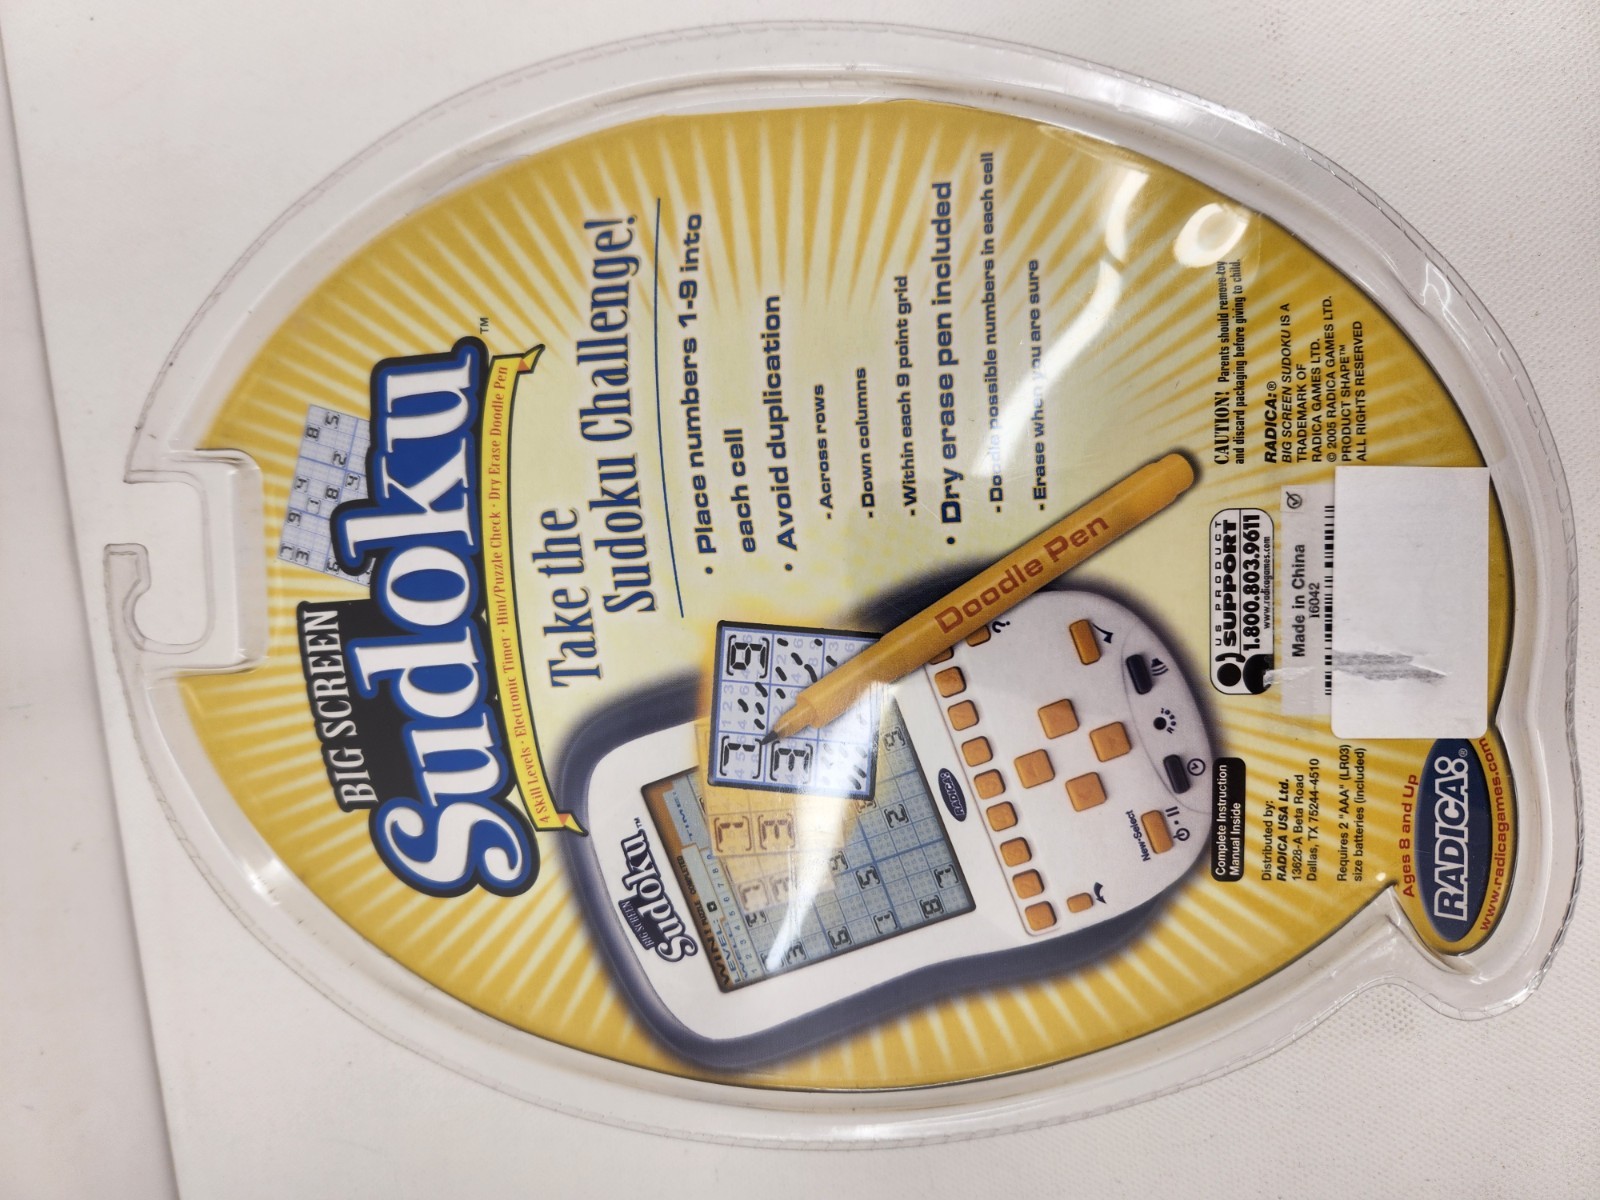 BIG SCREEN
Sudoku™
4 Skill Levels · Electronic Timer · Hint/Puzzle Check · Dry Erase Doodle Pen
Take the
Sudoku Challenge!
• Place numbers 1-9 into
each cell
• Avoid duplication
- Across rows
- Down columns
- Within each 9 point grid
• Dry erase pen included
- Doodle possible numbers in each cell
- Erase when you are sure
Doodle Pen
BIG SCREEN
Sudoku™
RADICA:
New-Select
Complete Instruction
Manual Inside
Distributed by:
RADICA USA Ltd.
13628-A Beta Road
Dallas, TX 75244-4510
Requires 2 "AAA" (LR03)
size batteries (included)
US PRODUCT
SUPPORT
1.800.803.9611
www.radicagames.com
Made in China
I6042
CAUTION! Parents should remove toy
and discard packaging before giving to child.
RADICA:®
BIG SCREEN SUDOKU IS A
TRADEMARK OF
RADICA GAMES LTD.
© 2005 RADICA GAMES LTD.
PRODUCT SHAPE™
ALL RIGHTS RESERVED
Ages 8 and Up
RADICA:®
www.radicagames.com